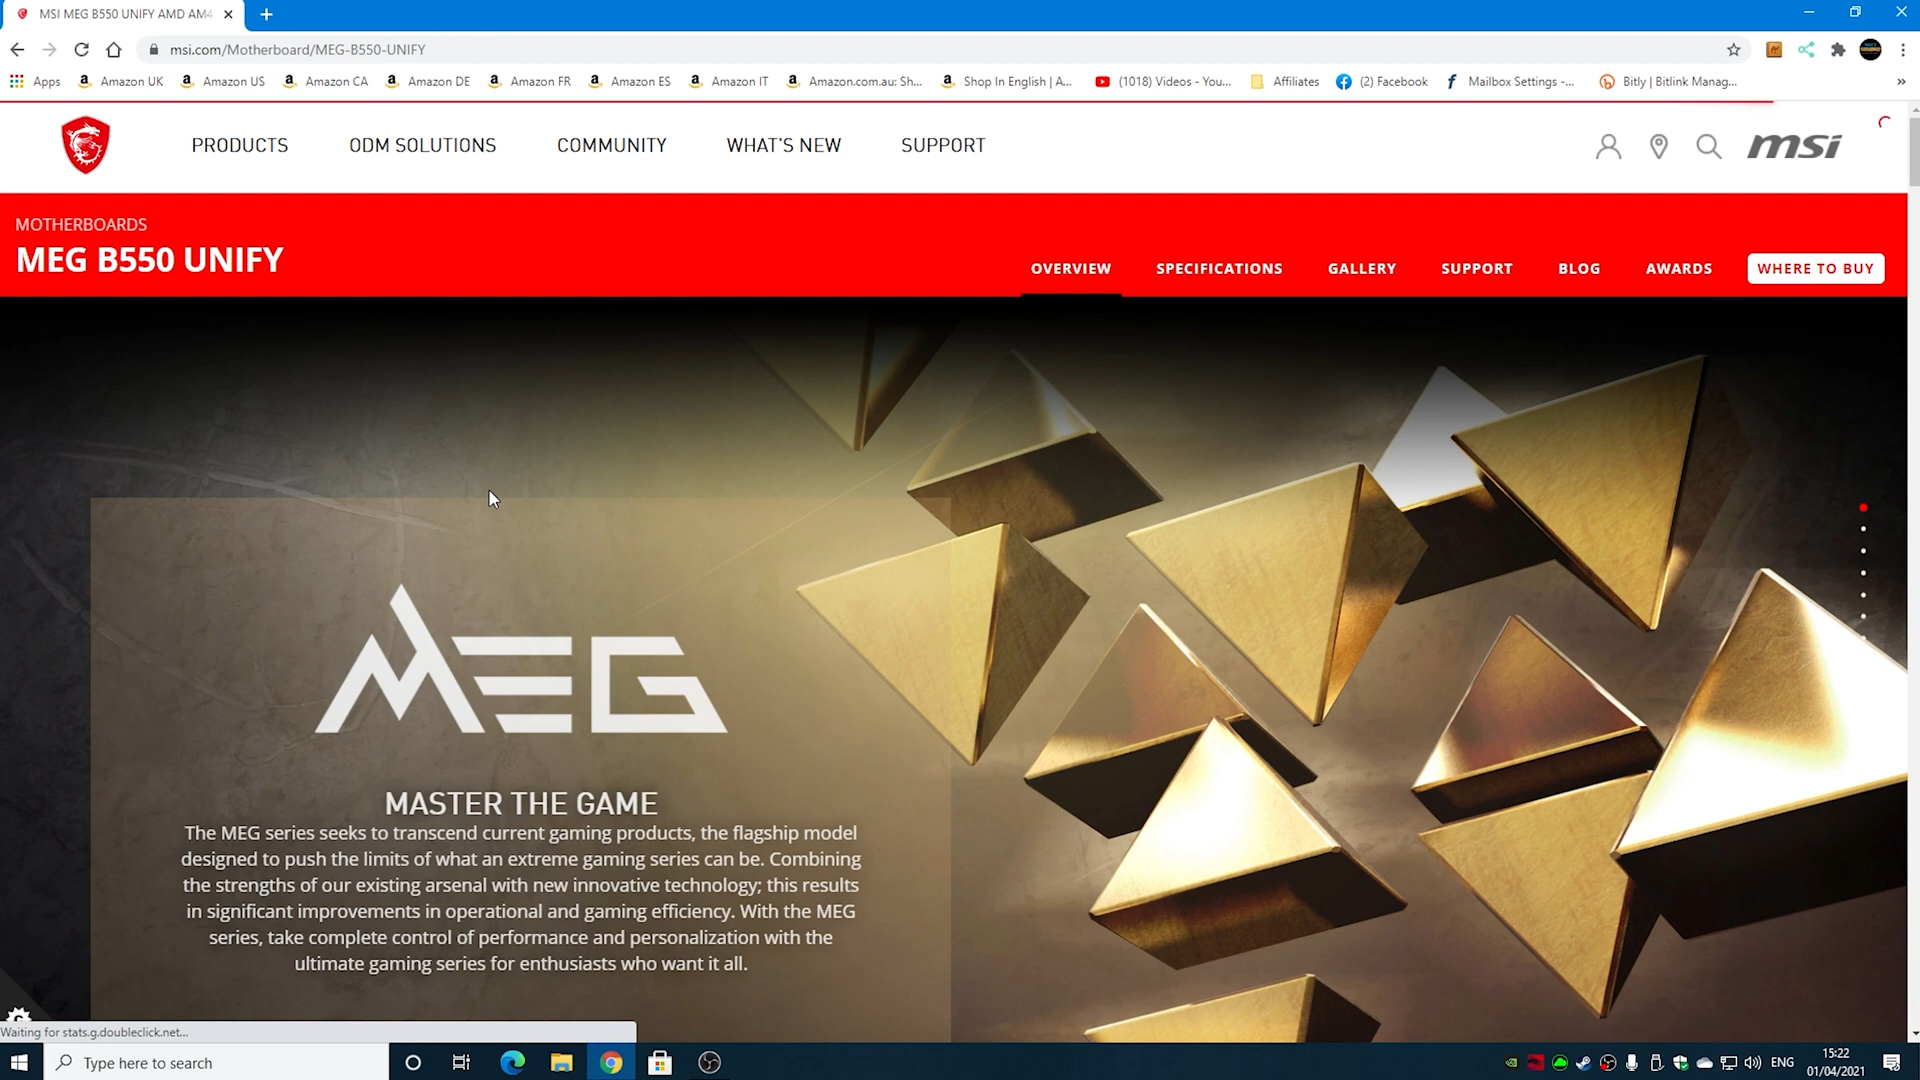 MSI MEG B550 UNIFY AMD AM4
msi.com/Motherboard/MEG-B550-UNIFY
Apps
Amazon UK
Amazon US
Amazon CA
Amazon DE
Amazon FR
Amazon ES
Amazon IT
Amazon.com.au: Sh...
Shop In English | A...
(1018) Videos - You...
Affiliates
(2) Facebook
Mailbox Settings -...
Bitly | Bitlink Manag...
»
PRODUCTS
ODM SOLUTIONS
COMMUNITY
WHAT'S NEW
SUPPORT
msi
MOTHERBOARDS
MEG B550 UNIFY
OVERVIEW
SPECIFICATIONS
GALLERY
SUPPORT
BLOG
AWARDS
WHERE TO BUY
MEG
MASTER THE GAME
The MEG series seeks to transcend current gaming products, the flagship model
designed to push the limits of what an extreme gaming series can be. Combining
the strengths of our existing arsenal with new innovative technology; this results
in significant improvements in operational and gaming efficiency. With the MEG
series, take complete control of performance and personalization with the
ultimate gaming series for enthusiasts who want it all.
Waiting for stats.g.doubleclick.net...
Type here to search
ENG
15:22
01/04/2021